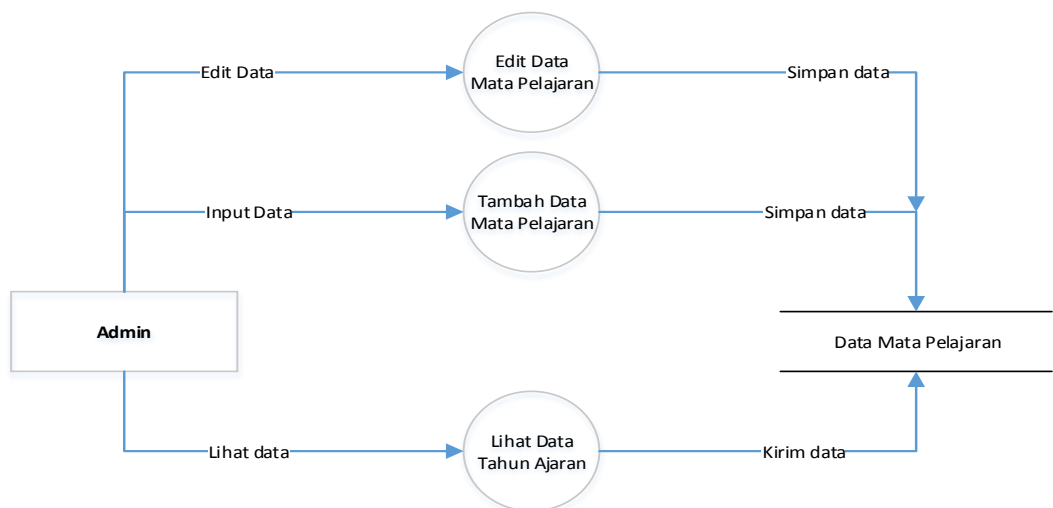 Edit Data
Edit Data
Mata Pelajaran
Simpan data
Input Data
Tambah Data
Mata Pelajaran
Simpan data
Admin
Data Mata Pelajaran
Lihat data
Lihat Data
Tahun Ajaran
Kirim data